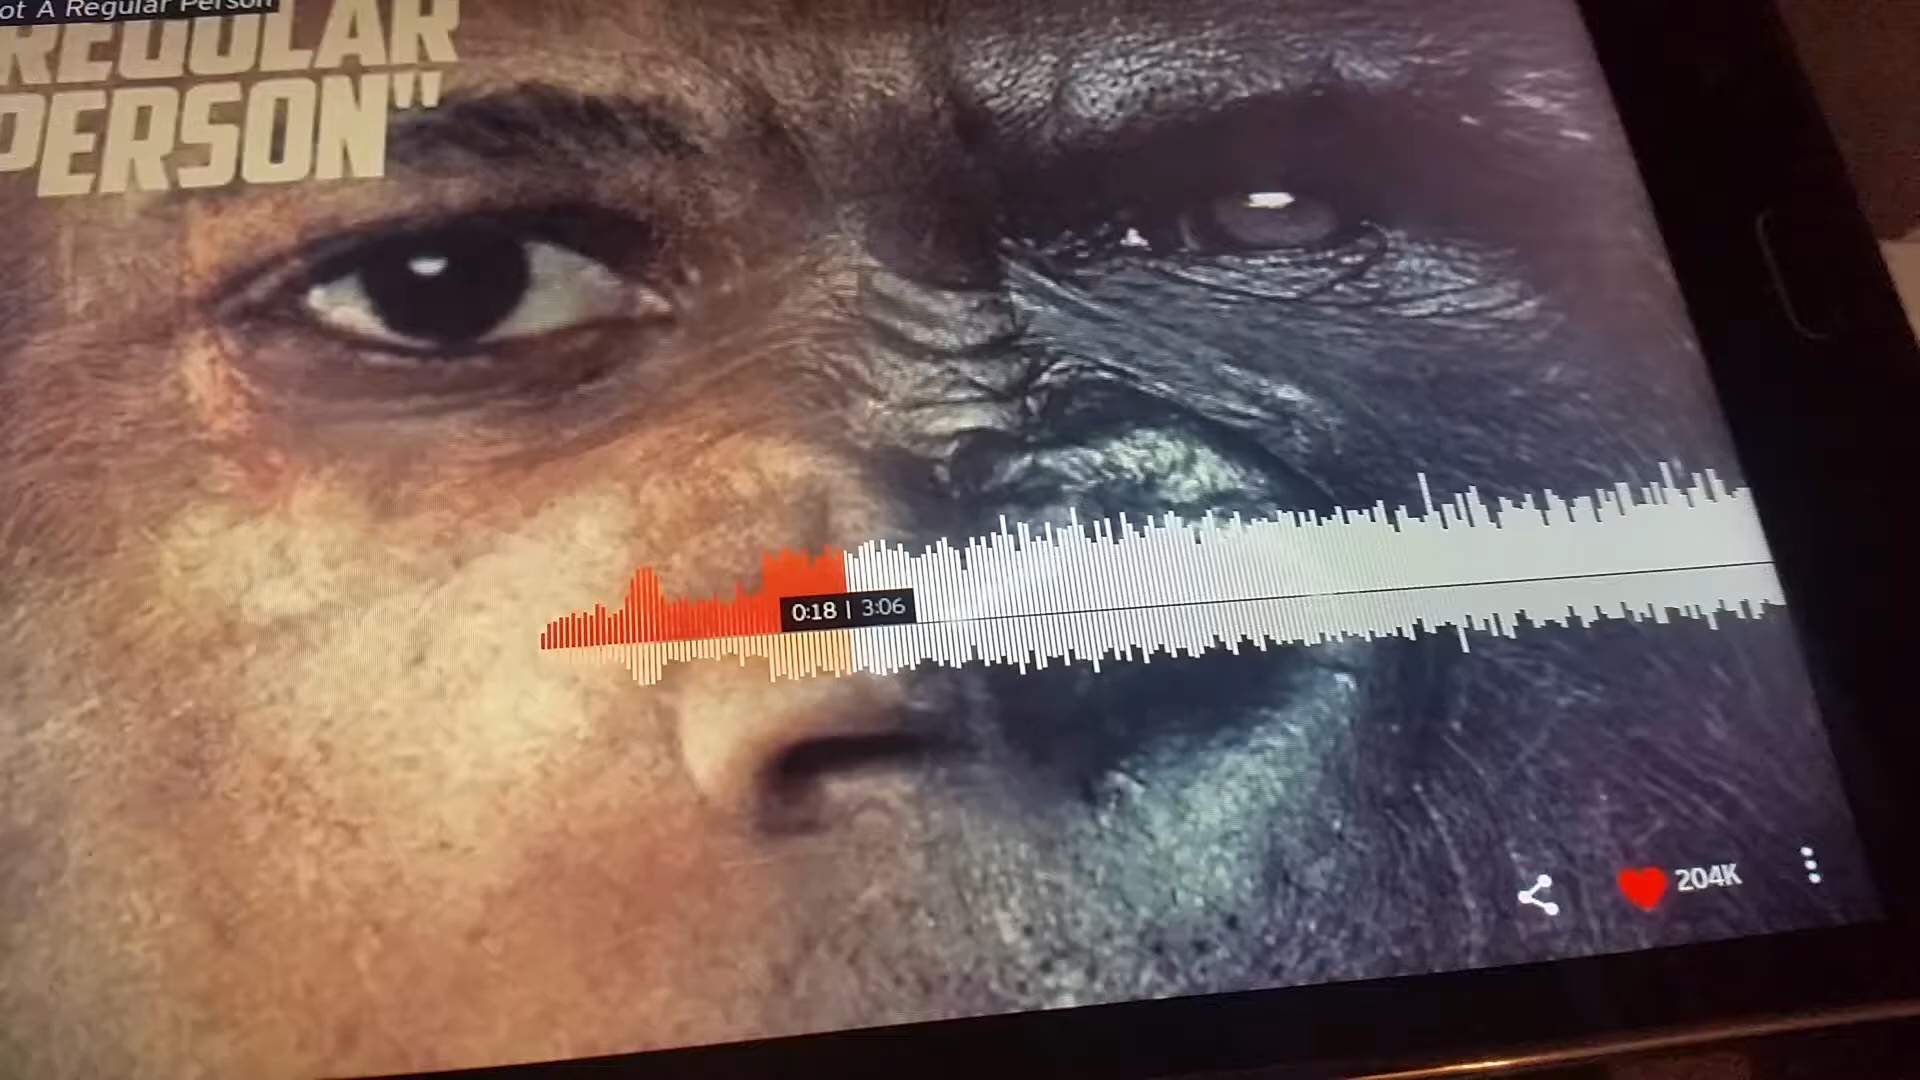 ot A Regular Person
REGULAR
PERSON"
0:18 | 3:06
204K